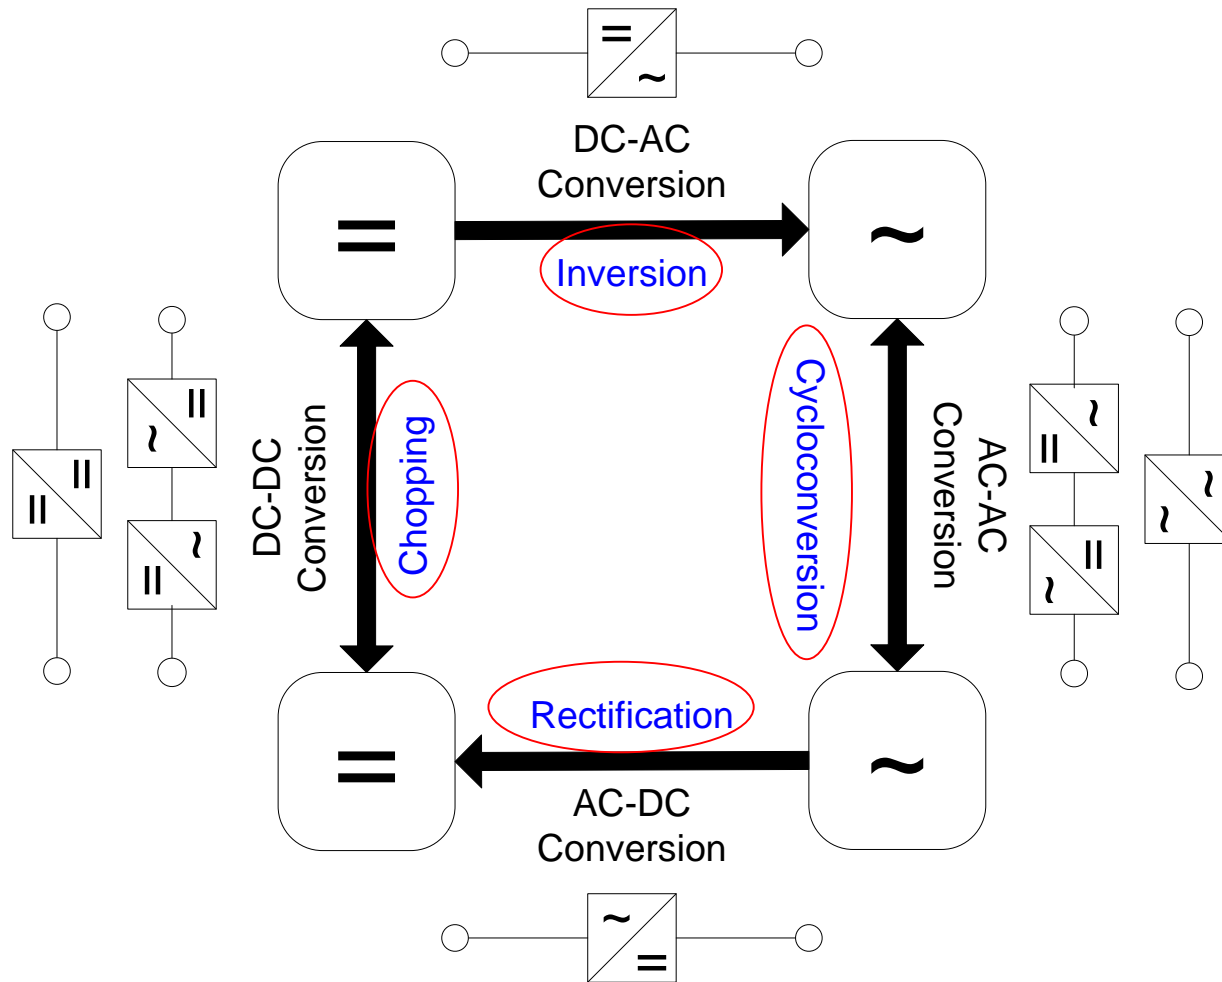 =
~
DC-AC
Conversion
=
~
Inversion
=
=
=
~
~
=
DC-DC
Conversion
Chopping
Cycloconversion
AC-AC
Conversion
~
=
=
~
~
~
Rectification
=
~
AC-DC
Conversion
~
=